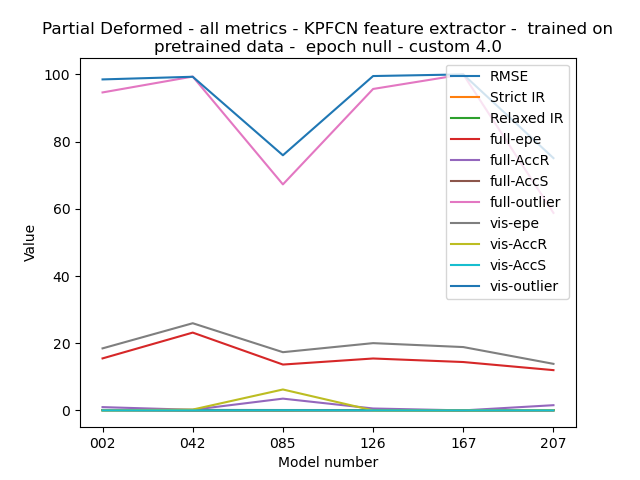 Partial Deformed - all metrics - KPFCN feature extractor -  trained on
pretrained data -  epoch null - custom 4.0
100
80
60
40
20
0
Value
RMSE
Strict IR
Relaxed IR
full-epe
full-AccR
full-AccS
full-outlier
vis-epe
vis-AccR
vis-AccS
vis-outlier
002 042 085 126 167 207
Model number